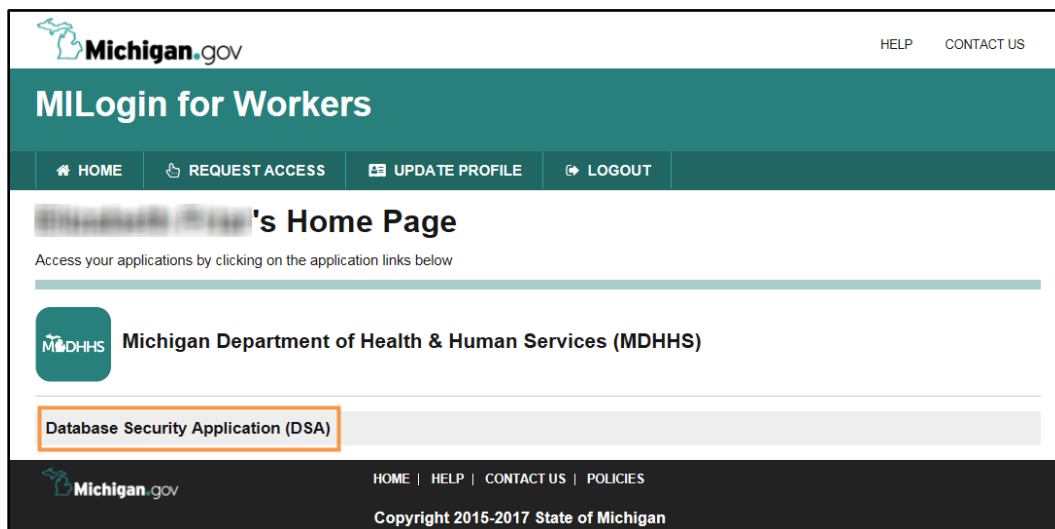 Michigan.gov
HELP CONTACT US
MILogin for Workers
HOME REQUEST ACCESS UPDATE PROFILE LOGOUT
's Home Page
Access your applications by clicking on the application links below
MDHHS Michigan Department of Health & Human Services (MDHHS)
Database Security Application (DSA)
Michigan.gov
HOME | HELP | CONTACT US | POLICIES
Copyright 2015-2017 State of Michigan